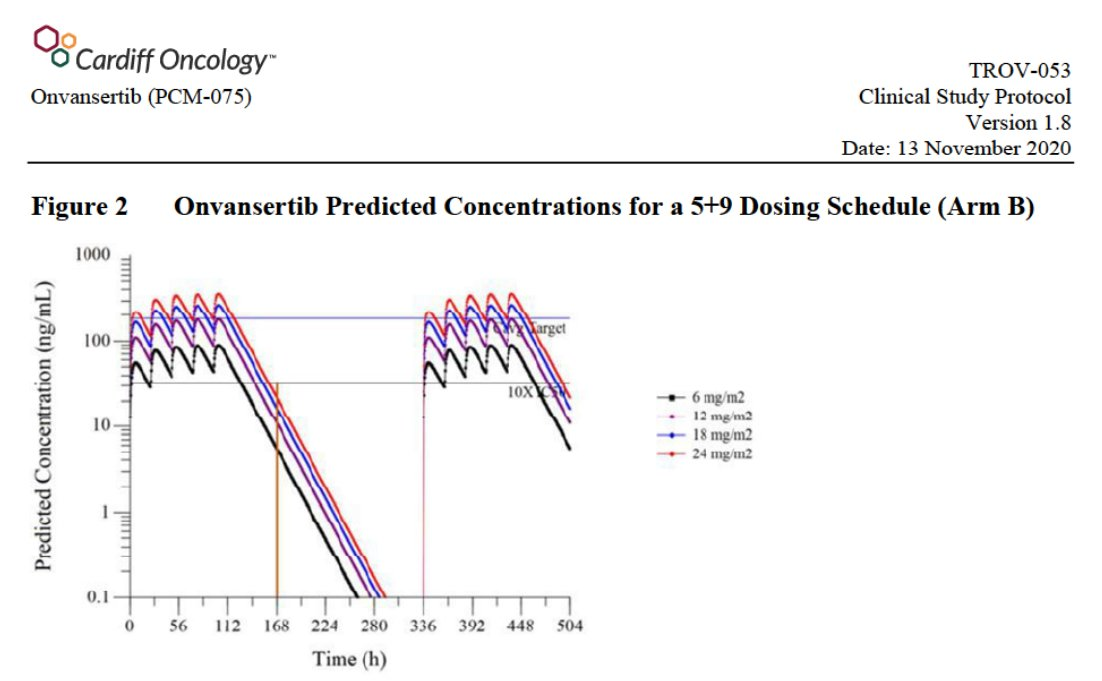 Cardiff Oncology™
Onvansertib (PCM-075)
TROV-053
Clinical Study Protocol
Version 1.8
Date: 13 November 2020
Figure 2 Onvansertib Predicted Concentrations for a 5+9 Dosing Schedule (Arm B)
Predicted Concentration (ng/mL)
1000
100
10
1
0.1
Cavg Target
10X IC50
0 56 112 168 224 280 336 392 448 504
Time (h)
6 mg/m2
12 mg/m2
18 mg/m2
24 mg/m2